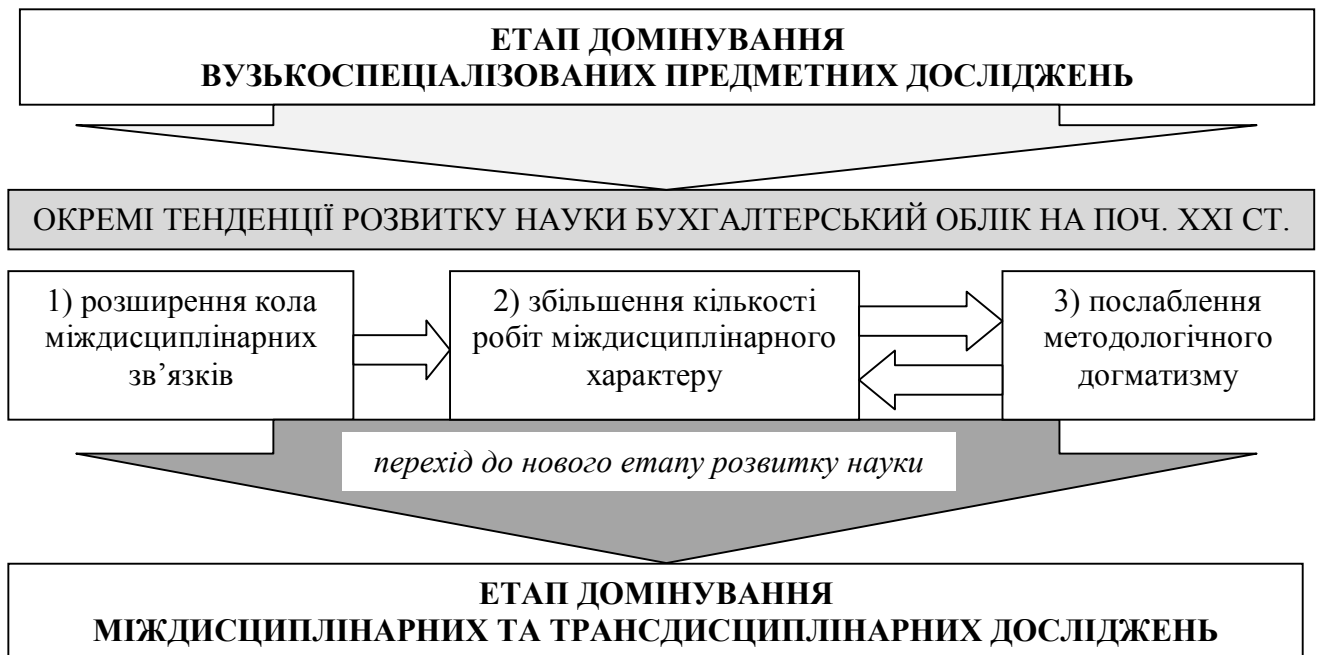 ЕТАП ДОМІНУВАННЯ
ВУЗЬКОСПЕЦІАЛІЗОВАНИХ ПРЕДМЕТНИХ ДОСЛІДЖЕНЬ
ОКРЕМІ ТЕНДЕНЦІЇ РОЗВИТКУ НАУКИ БУХГАЛТЕРСЬКИЙ ОБЛІК НА ПОЧ. ХХІ СТ.
1) розширення кола
міждисциплінарних
зв’язків
2) збільшення кількості
робіт міждисциплінарного
характеру
3) послаблення
методологічного
догматизму
перехід до нового етапу розвитку науки
ЕТАП ДОМІНУВАННЯ
МІЖДИСЦИПЛІНАРНИХ ТА ТРАНСДИСЦИПЛІНАРНИХ ДОСЛІДЖЕНЬ